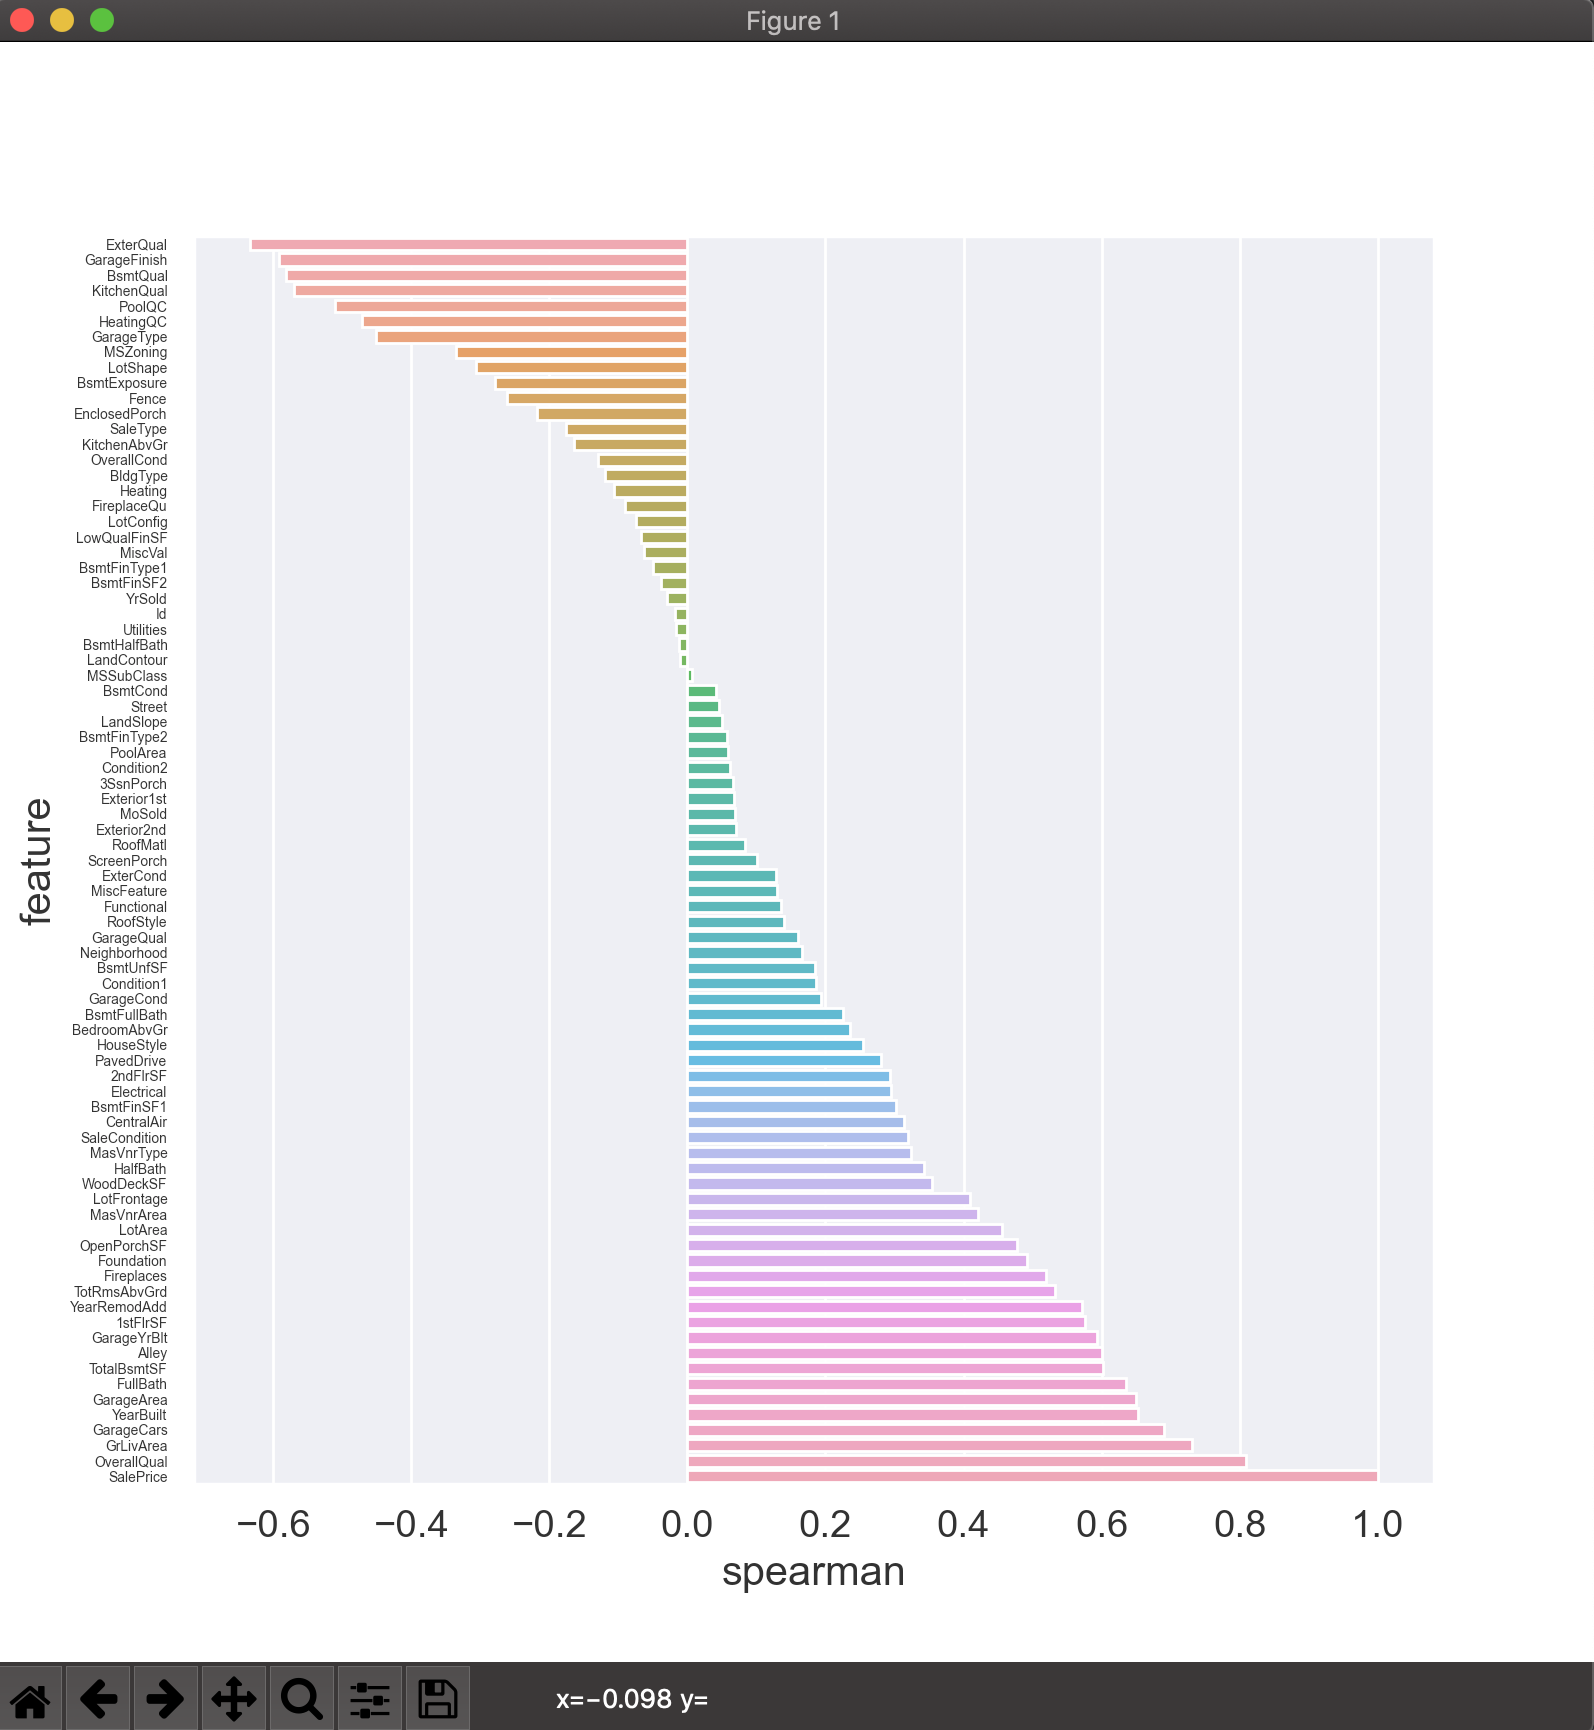 Figure 1
ExterQual
GarageFinish
BsmtQual
KitchenQual
PoolQC
HeatingQC
GarageType
MSZoning
LotShape
BsmtExposure
Fence
EnclosedPorch
SaleType
KitchenAbvGr
OverallCond
BldgType
Heating
FireplaceQu
LotConfig
LowQualFinSF
MiscVal
BsmtFinType1
BsmtFinSF2
YrSold
Id
Utilities
BsmtHalfBath
LandContour
MSSubClass
BsmtCond
Street
LandSlope
BsmtFinType2
PoolArea
Condition2
3SsnPorch
Exterior1st
MoSold
Exterior2nd
RoofMatl
ScreenPorch
ExterCond
MiscFeature
Functional
RoofStyle
GarageQual
Neighborhood
BsmtUnfSF
Condition1
GarageCond
BsmtFullBath
BedroomAbvGr
HouseStyle
PavedDrive
2ndFlrSF
Electrical
BsmtFinSF1
CentralAir
SaleCondition
MasVnrType
HalfBath
WoodDeckSF
LotFrontage
MasVnrArea
LotArea
OpenPorchSF
Foundation
Fireplaces
TotRmsAbvGrd
YearRemodAdd
1stFlrSF
GarageYrBlt
Alley
TotalBsmtSF
FullBath
GarageArea
YearBuilt
GarageCars
GrLivArea
OverallQual
SalePrice
feature
−0.6 −0.4 −0.2 0.0 0.2 0.4 0.6 0.8 1.0
spearman
x=−0.098 y=